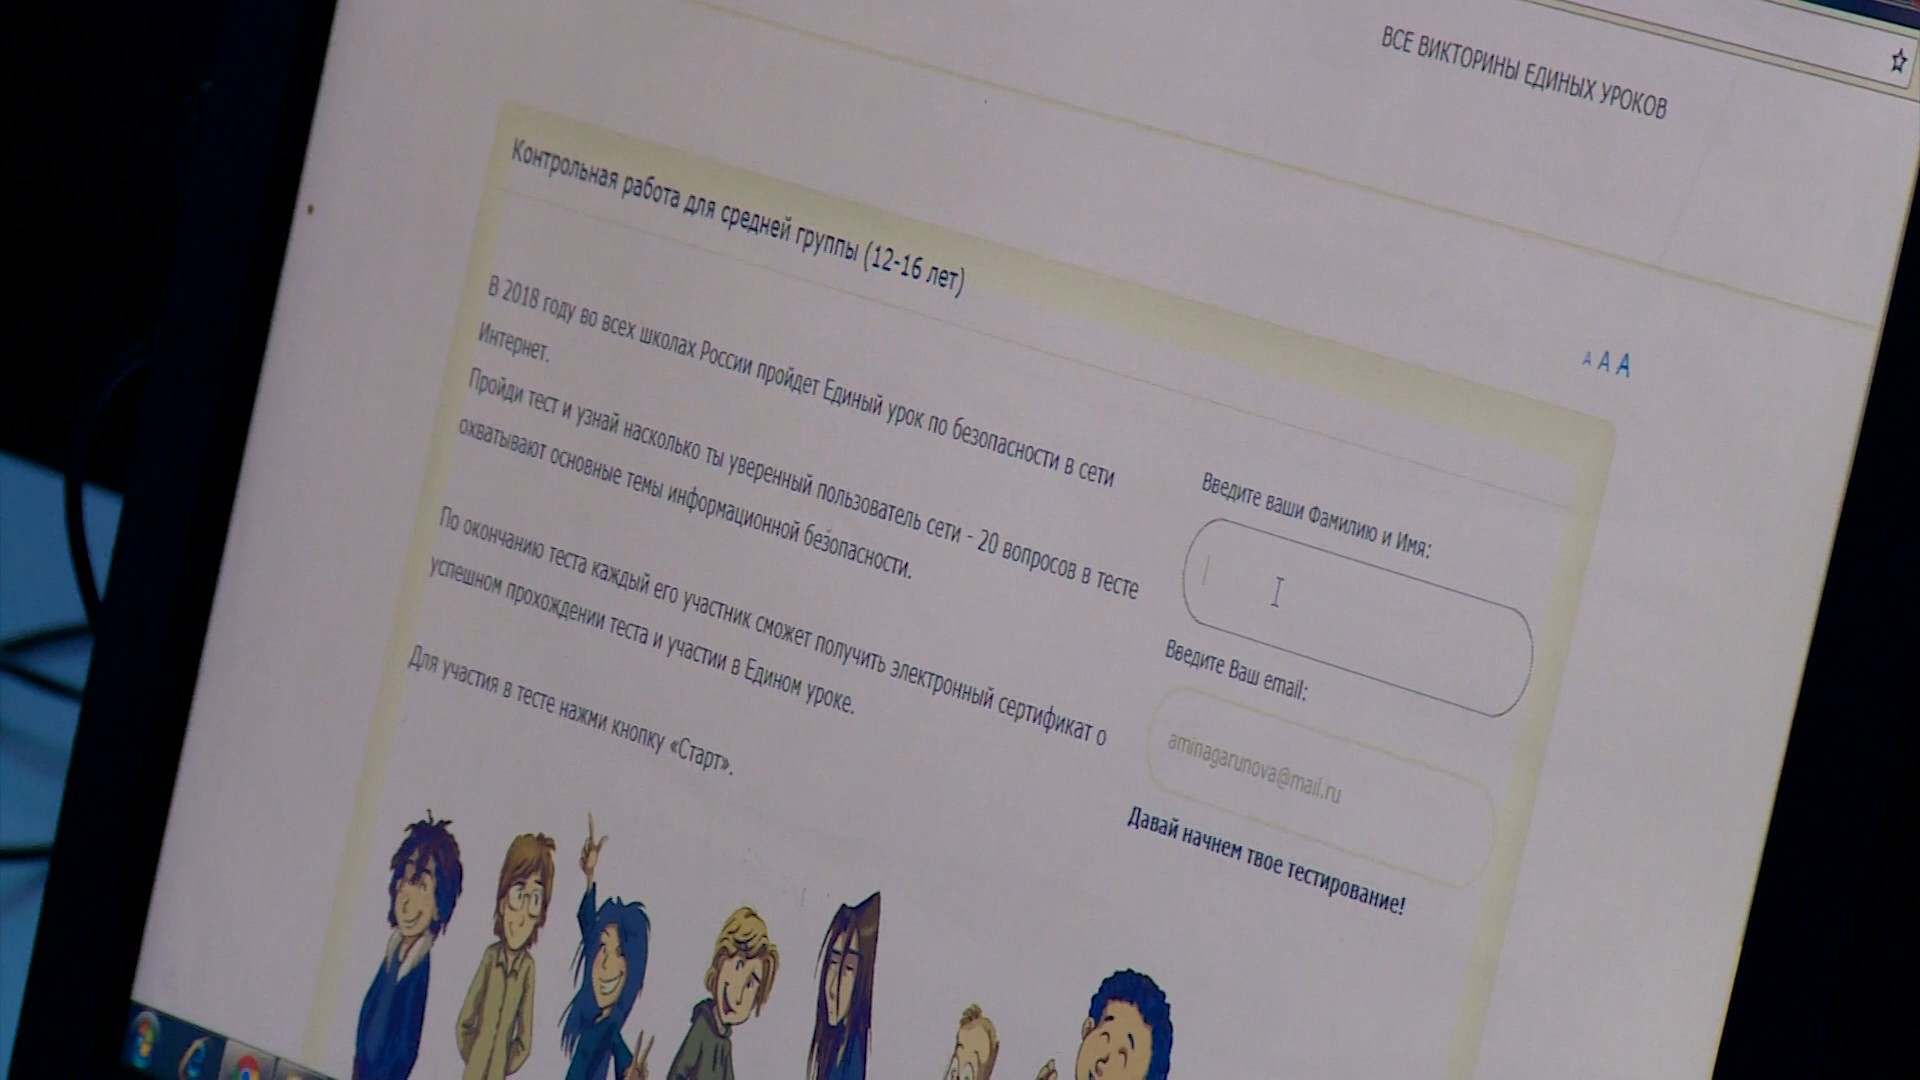 ВСЕ ВИКТОРИНЫ ЕДИНЫХ УРОКОВ
Контрольная работа для средней группы (12-16 лет)
A A A
В 2018 году во всех школах России пройдет Единый урок по безопасности в сети
Интернет.
Пройди тест и узнай насколько ты уверенный пользователь сети - 20 вопросов в тесте
охватывают основные темы информационной безопасности.
По окончанию теста каждый его участник сможет получить электронный сертификат о
успешном прохождении теста и участии в Едином уроке.
Для участия в тесте нажми кнопку «Старт».
Введите ваши Фамилию и Имя:
Введите Ваш email:
aminagarunova@mail.ru
Давай начнем твое тестирование!